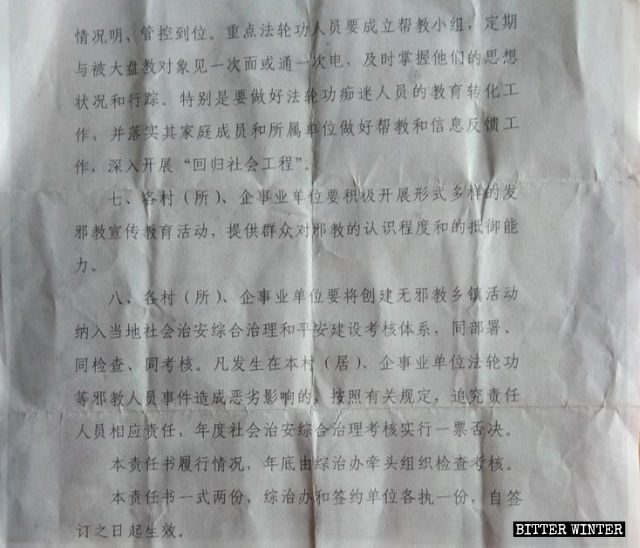 情况明、管控到位。重点法轮功人员要成立帮教小组，定期
与被大盘教对象见一次面或通一次电，及时掌握他们的思想
状况和行踪。特别是要做好法轮功痴迷人员的教育转化工
作，并落实其家庭成员和所属单位做好帮教和信息反馈工
作，深入开展“回归社会工程”。
七、各村（所）、企事业单位要积极开展形式多样的发
邪教宣传教育活动，提供群众对邪教的认识程度和的抵御能
力。
八、各村（所）、企事业单位要将创建无邪教乡镇活动
纳入当地社会治安综合治理和平安建设考核体系，同部署、
同检查、同考核。凡发生在本村（居）、企事业单位法轮功
等邪教人员事件造成恶劣影响的，按照有关规定，追究责任
人员相应责任，年度社会治安综合治理考核实行一票否决。
本责任书履行情况，年底由综治办牵头组织检查考核。
本责任书一式两份，综治办和签约单位各执一份，自签
订之日起生效。
BITTER WINTER